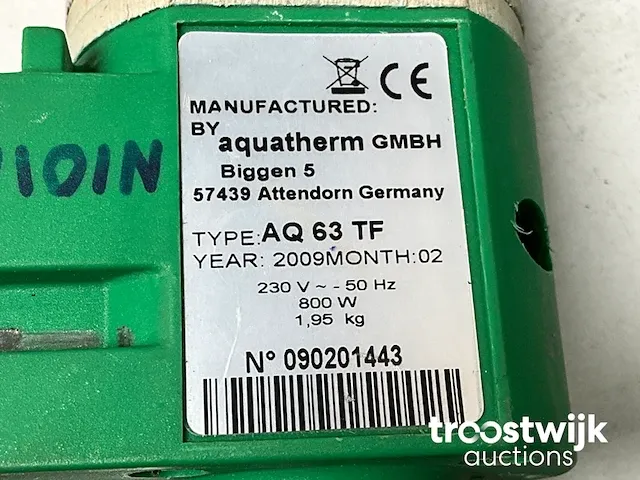 MANUFACTURED:
BY aquatherm GMBH
Biggen 5
57439 Attendorn Germany
TYPE: AQ 63 TF
YEAR: 2009MONTH:02
230 V ~ - 50 Hz
800 W
1,95 kg
N° 090201443
CE
101N
troostwijk
auctions